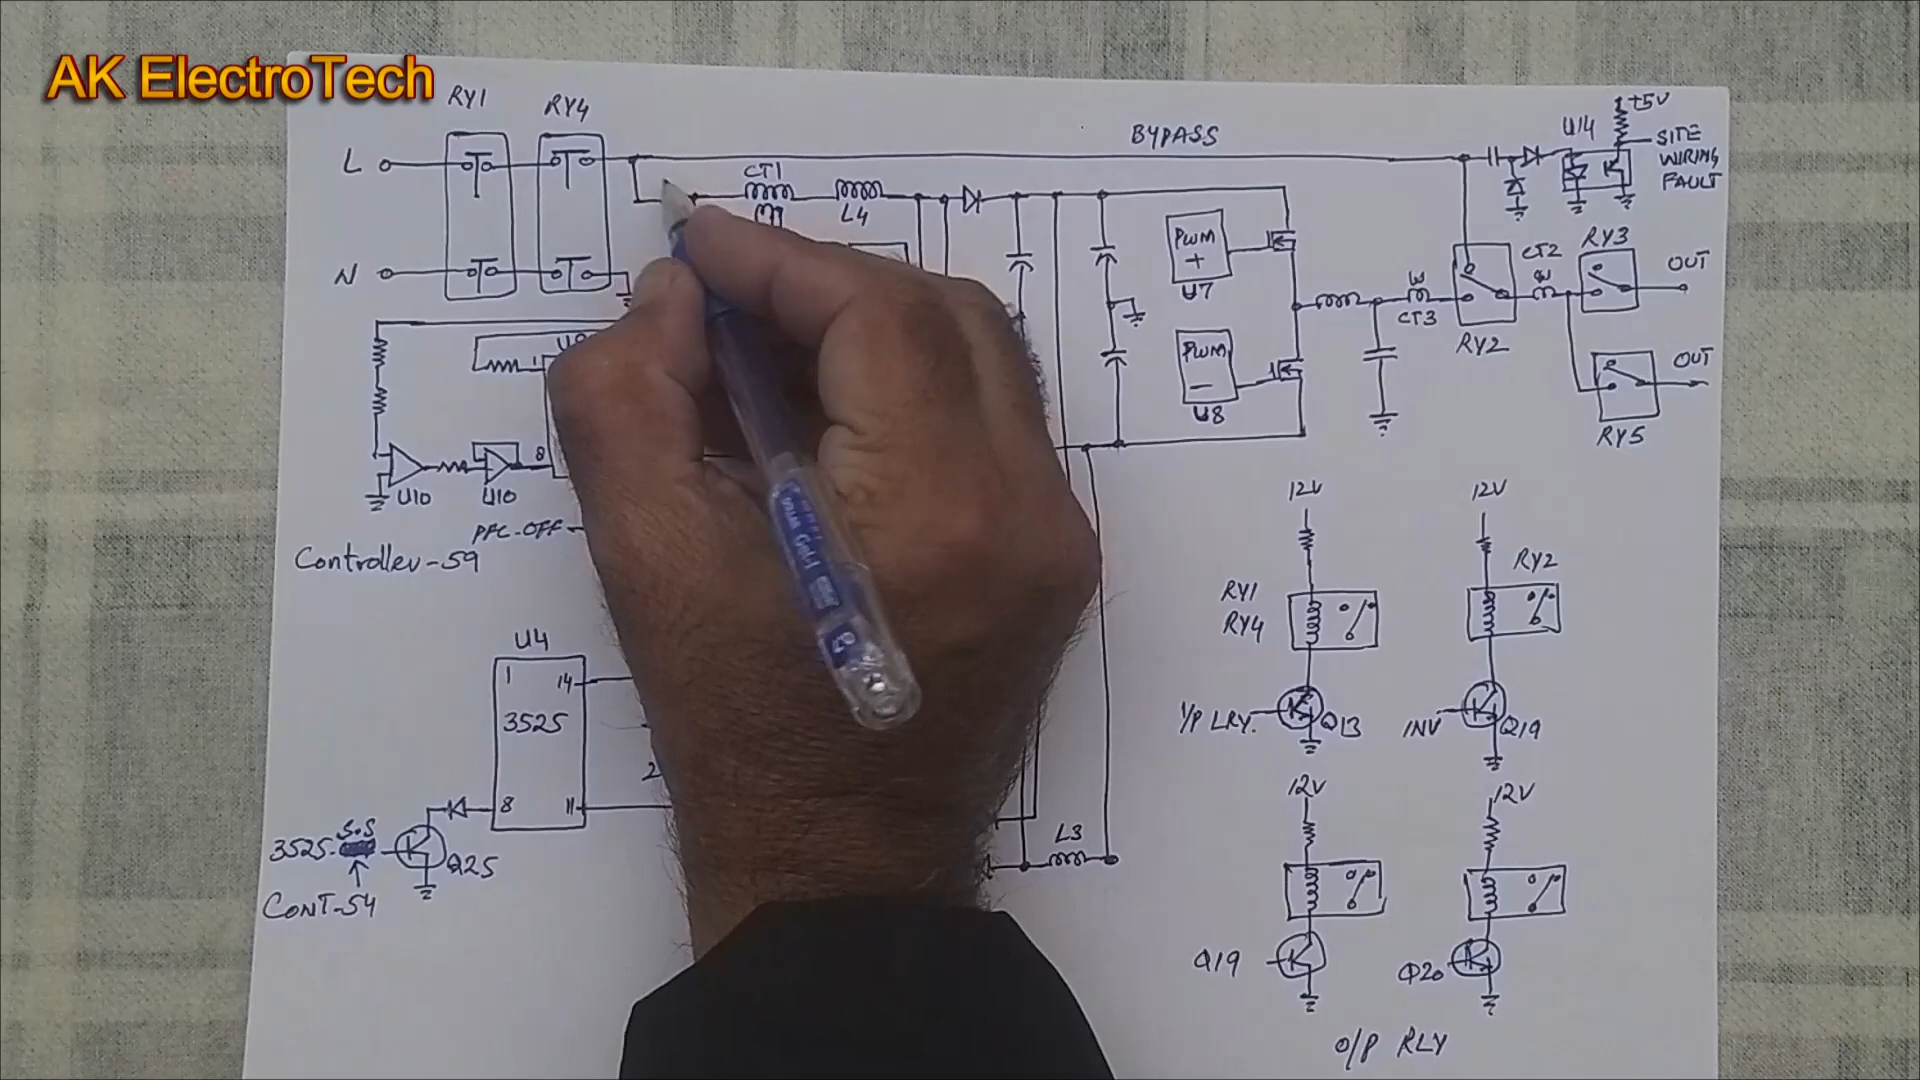 AK ElectroTech
RY1
RY4
BYPASS
L
N
CT1
L4
U14
+5V
SITE
WIRING
FAULT
PWM
+
U7
PWM
-
U8
CT3
RY2
CT2
RY3
OUT
OUT
RY5
1
8
U10
U10
PFC-OFF
Controller-59
U4
1
14
3525
8
11
2
3525-
S.S
Q25
CONT-54
L3
12V
RY1
RY4
I/P LRY.
Q13
12V
RY2
INV
Q19
12V
Q19
12V
Q20
O/P RLY